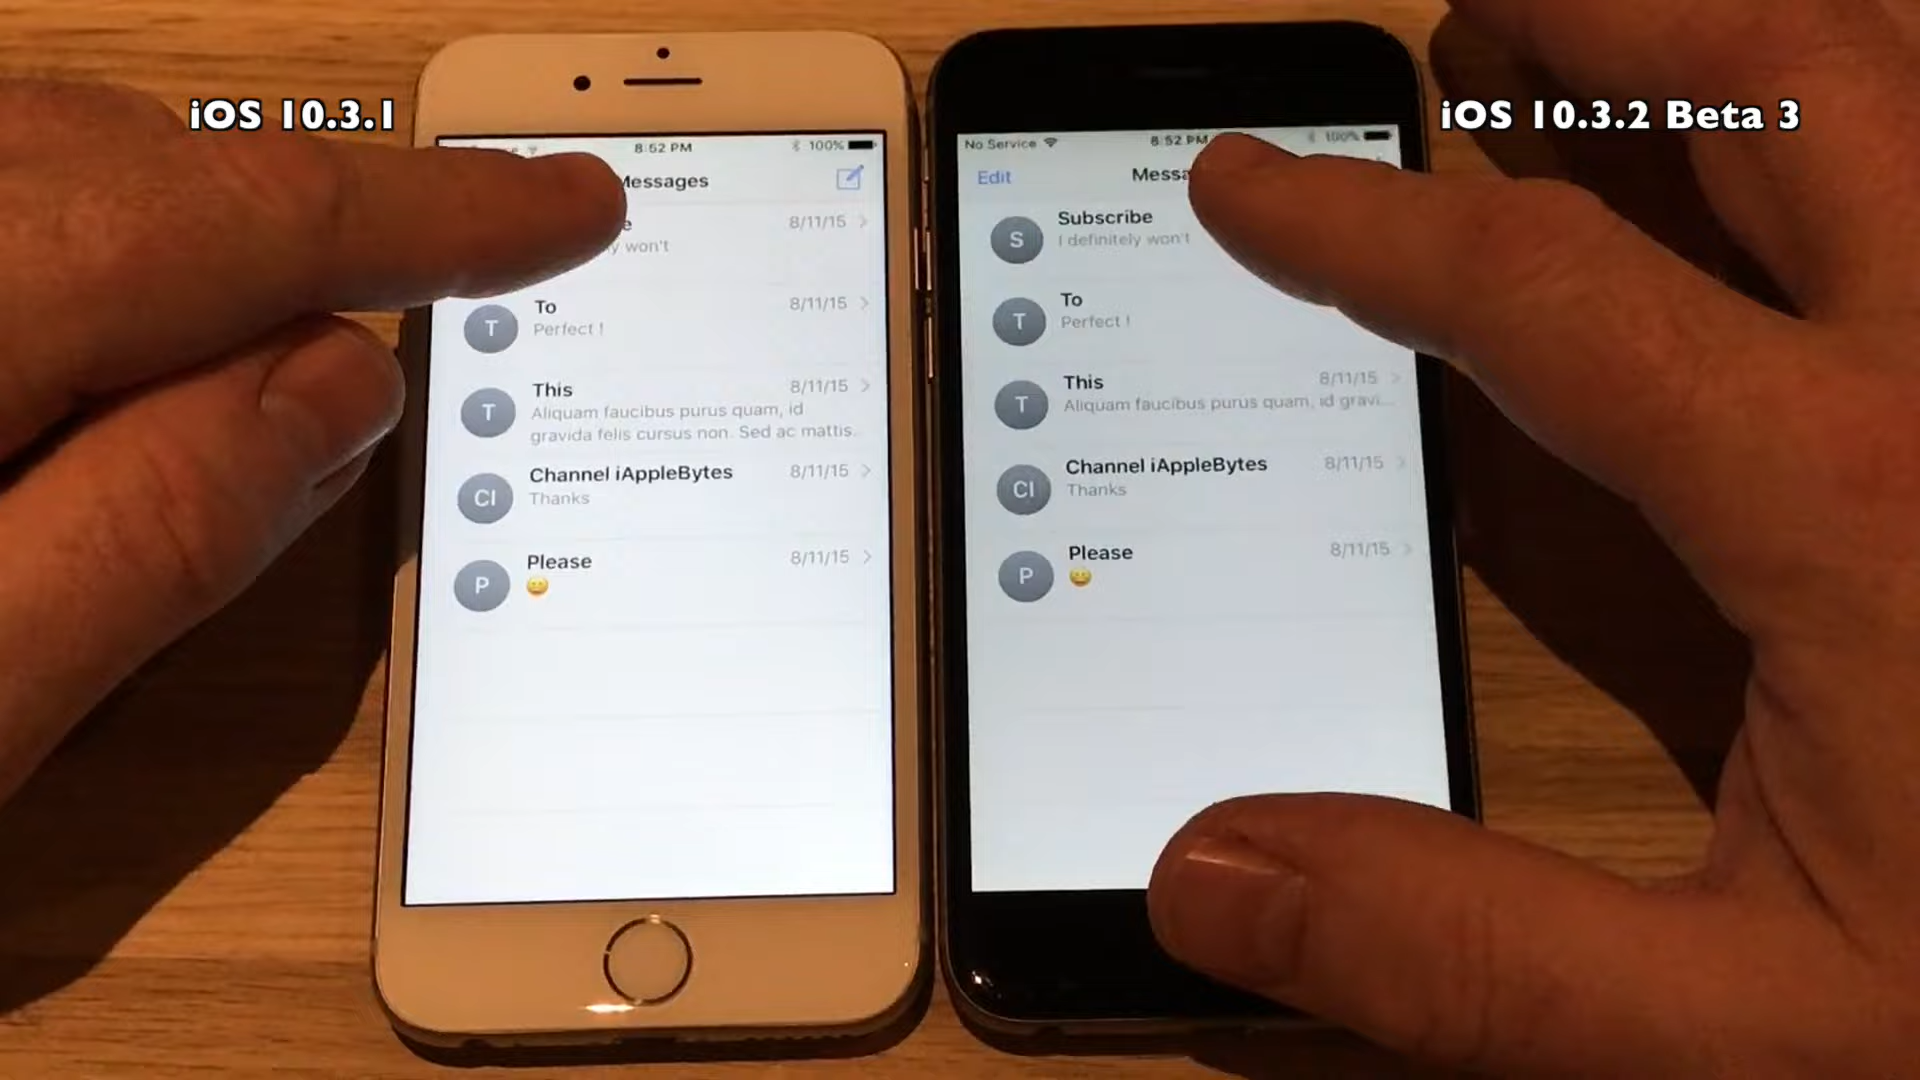 iOS 10.3.1
iOS 10.3.2 Beta 3
8:52 PM
100%
Messages
8/11/15
won't
To
8/11/15
Perfect !
T
This
8/11/15
T
Aliquam faucibus purus quam, id
gravida felis cursus non. Sed ac mattis.
Channel iAppleBytes
8/11/15
CI
Thanks
Please
8/11/15
P
No Service
8:52 PM
100%
Edit
Messa
Subscribe
S
I definitely won't
To
T
Perfect !
This
8/11/15
T
Aliquam faucibus purus quam, id gravi...
Channel iAppleBytes
8/11/15
CI
Thanks
Please
8/11/15
P